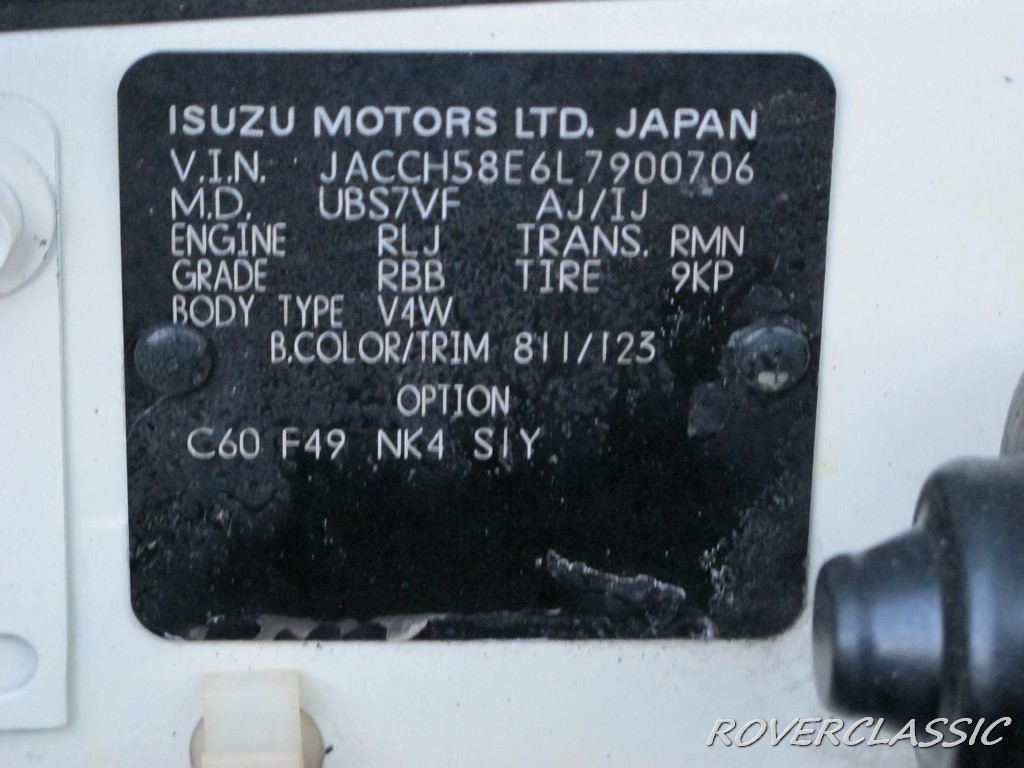 ISUZU MOTORS LTD. JAPAN
V.I.N. JACCH58E6L7900706
M.D. UBS7VF AJ/IJ
ENGINE RLJ TRANS. RMN
GRADE RBB TIRE 9KP
BODY TYPE V4W
B.COLOR/TRIM 811/123
OPTION
C60 F49 NK4 S1Y
ROVERCLASSIC